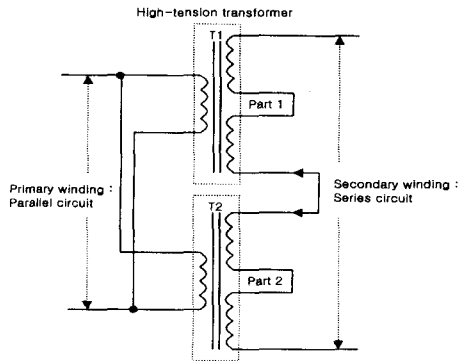 High-tension transformer
T1
Part 1
Primary winding :
Parallel circuit
Secondary winding :
Series circuit
T2
Part 2